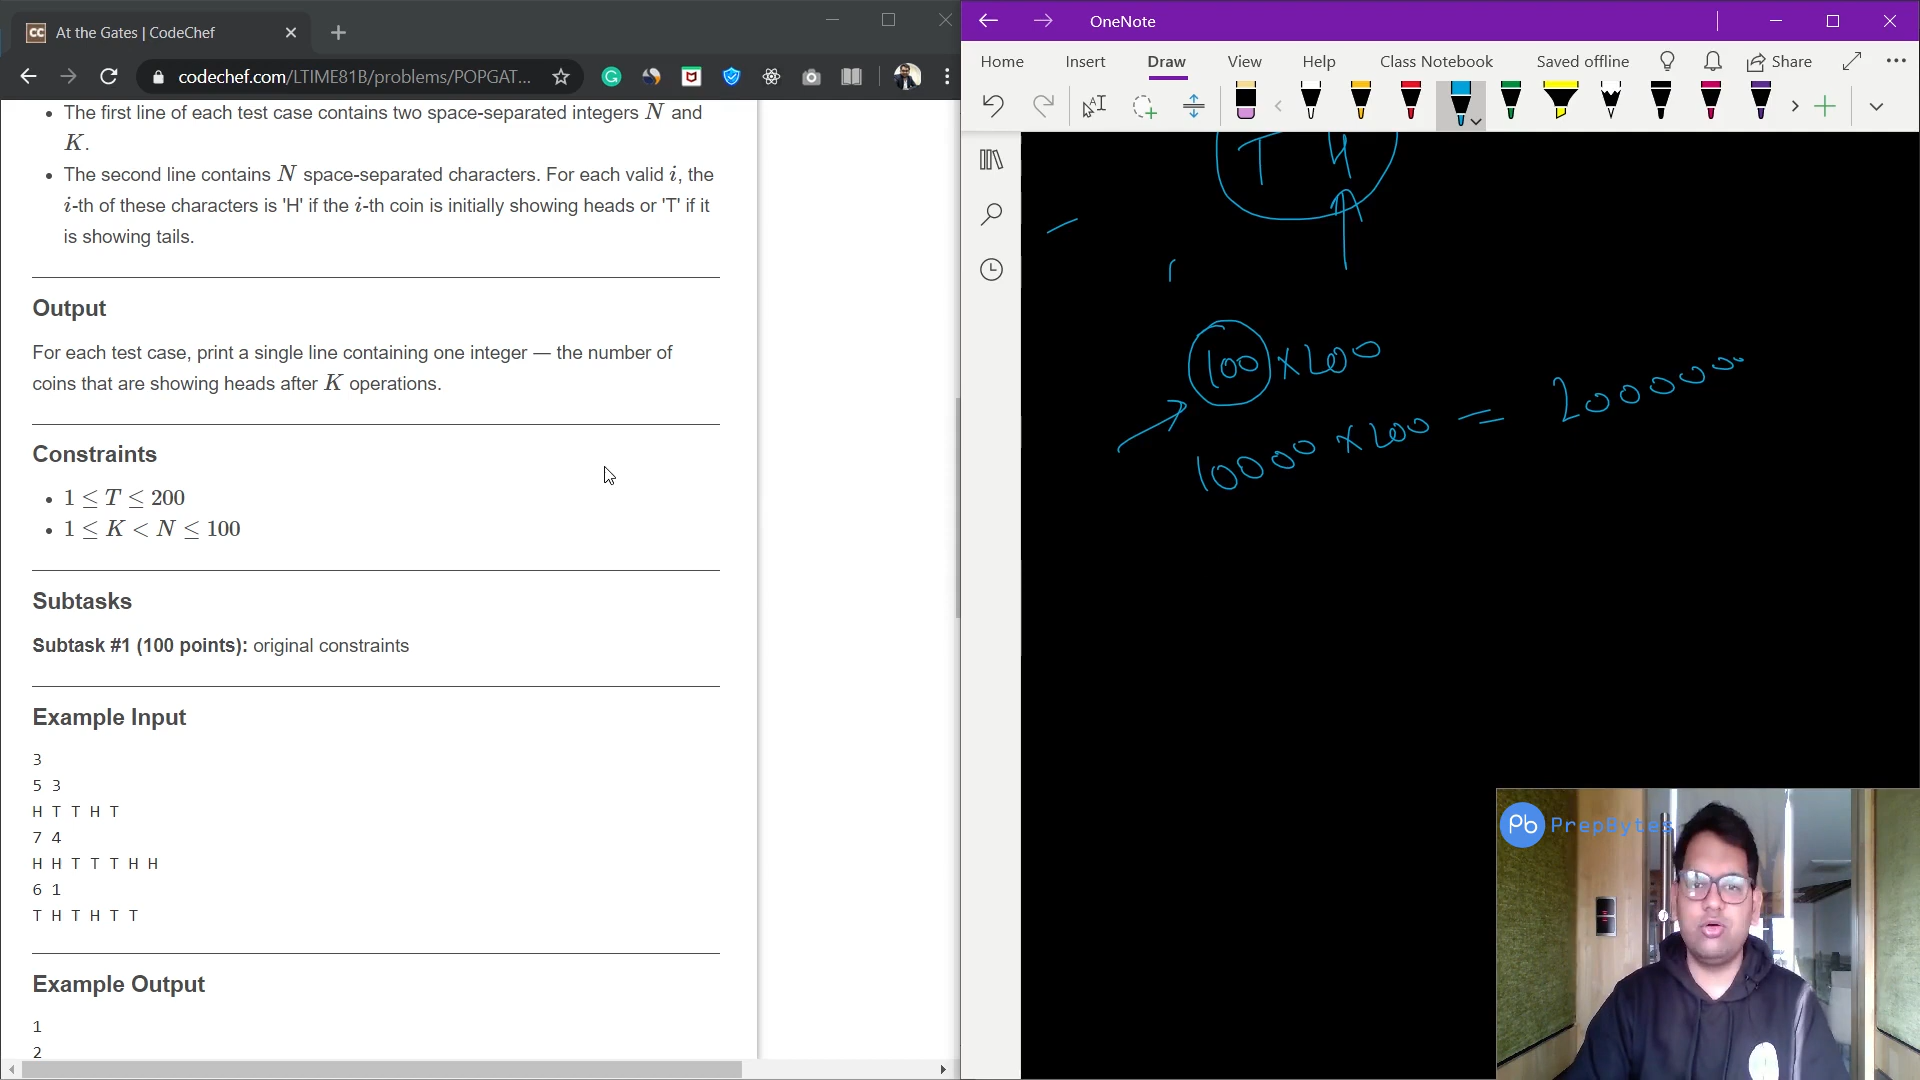 At the Gates | CodeChef
codechef.com/LTIME81B/problems/POPGAT...
The first line of each test case contains two space-separated integers N and
K.
The second line contains N space-separated characters. For each valid i, the
i-th of these characters is 'H' if the i-th coin is initially showing heads or 'T' if it
is showing tails.
Output
For each test case, print a single line containing one integer — the number of
coins that are showing heads after K operations.
Constraints
1 ≤ T ≤ 200
1 ≤ K < N ≤ 100
Subtasks
Subtask #1 (100 points): original constraints
Example Input
3
5 3
H T T H T
7 4
H H T T T H H
6 1
T H T H T T
Example Output
1
2
OneNote
Home Insert Draw View Help Class Notebook Saved offline Share
T H
100 x 200
10000 x 200 = 2000000
Pb PrepBytes